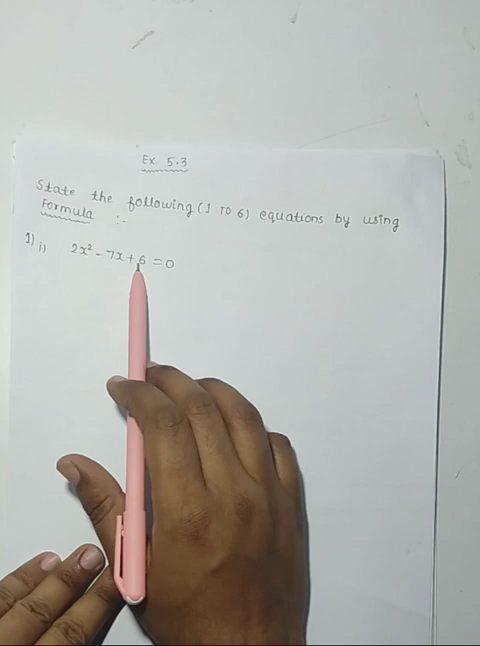 Ex. 5.3
State the following (1 TO 6) equations by using
Formula :-
1) i) 2x² - 7x + 6 = 0